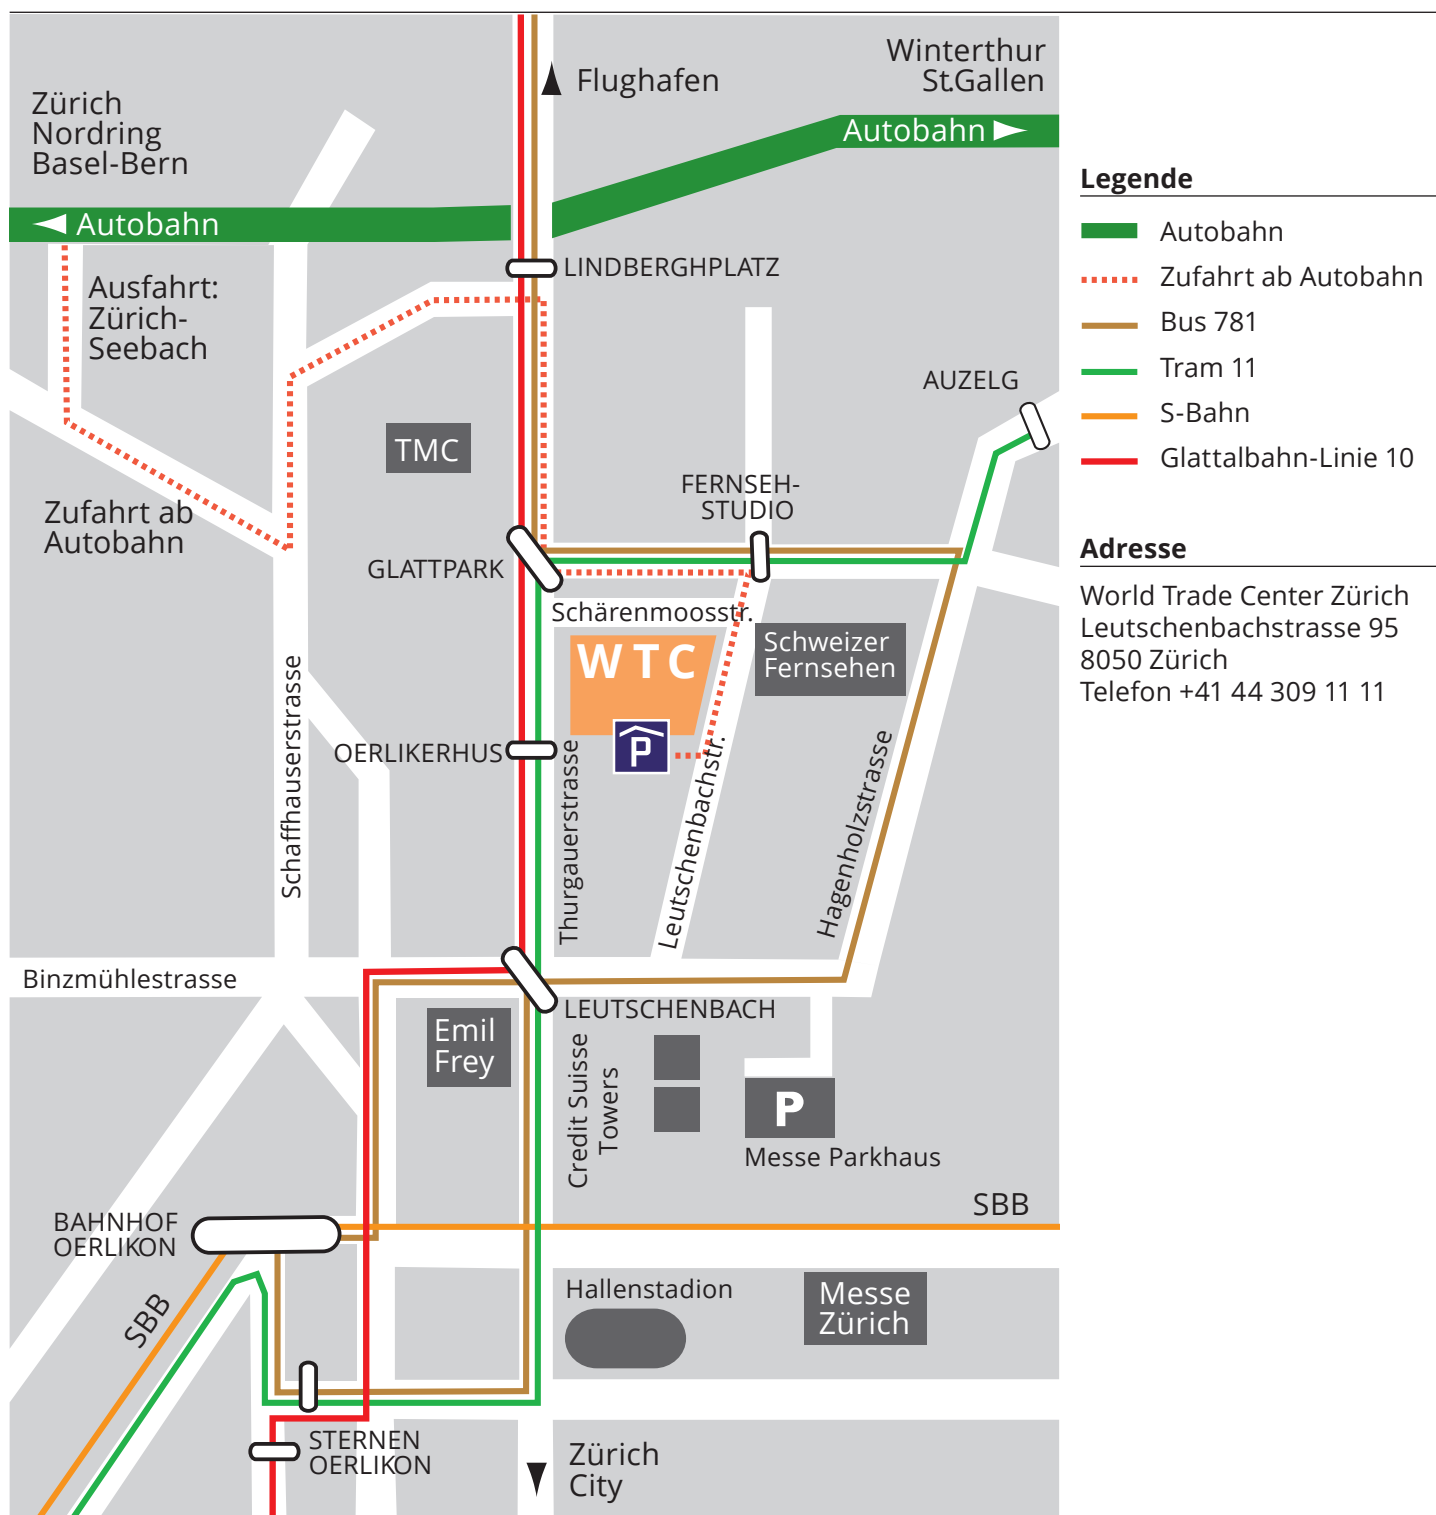 Winterthur
St.Gallen
Flughafen
Zürich
Nordring
Basel-Bern
Autobahn
Autobahn
LINDBERGHPLATZ
Ausfahrt:
Zürich-
Seebach
AUZELG
TMC
FERNSEH-
STUDIO
Zufahrt ab
Autobahn
GLATTPARK
Schärenmoosstr.
WTC
Schweizer
Fernsehen
P
OERLIKERHUS
Schaffhauserstrasse
Thurgauerstrasse
Leutschenbachstr.
Hagenholzstrasse
Binzmühlestrasse
LEUTSCHENBACH
Emil
Frey
Credit Suisse
Towers
P
Messe Parkhaus
BAHNHOF
OERLIKON
SBB
SBB
Hallenstadion
Messe
Zürich
STERNEN
OERLIKON
Zürich
City
Legende
Autobahn
Zufahrt ab Autobahn
Bus 781
Tram 11
S-Bahn
Glattalbahn-Linie 10
Adresse
World Trade Center Zürich
Leutschenbachstrasse 95
8050 Zürich
Telefon +41 44 309 11 11